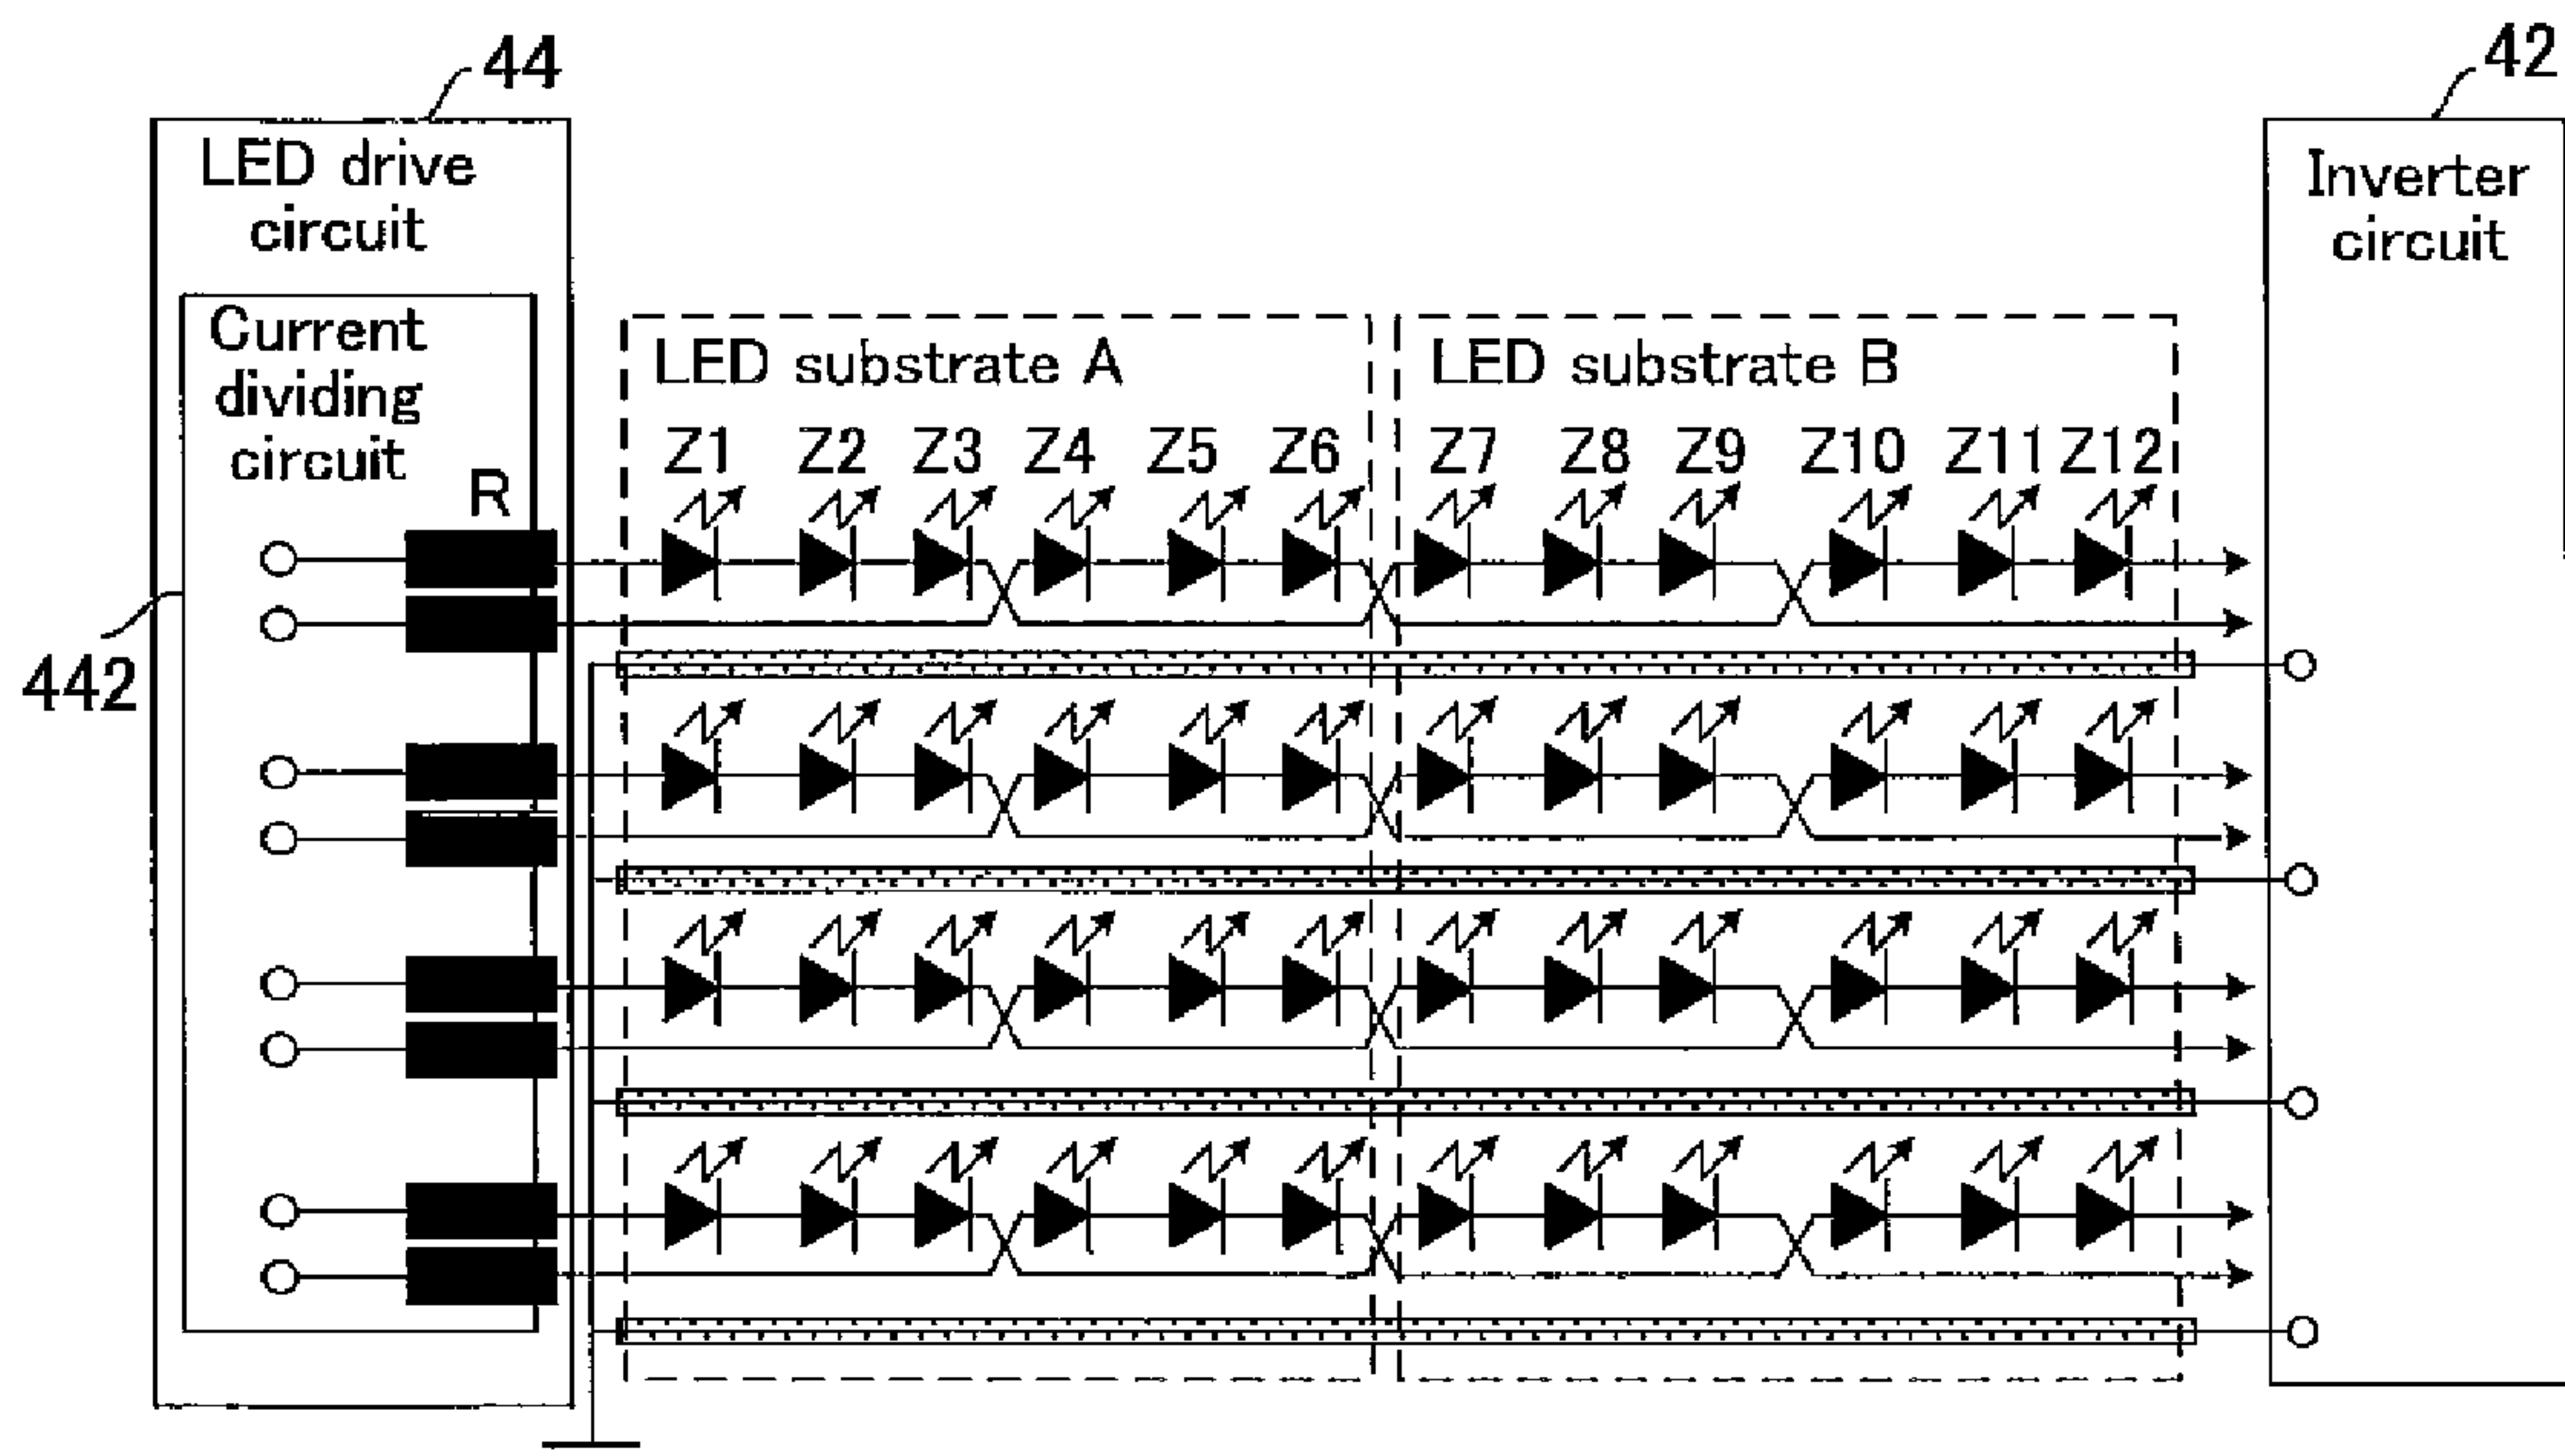 44
42
LED drive
circuit
Inverter
circuit
Current
dividing
circuit
R
442
LED substrate A
Z1 Z2 Z3 Z4 Z5 Z6
LED substrate B
Z7 Z8 Z9 Z10 Z11 Z12